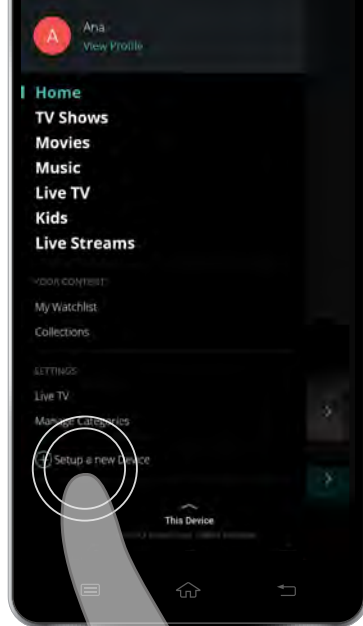 A
Ana
View Profile
Home
TV Shows
Movies
Music
Live TV
Kids
Live Streams
YOUR CONTENT
My Watchlist
Collections
SETTINGS
Live TV
Manage Categories
Setup a new Device
This Device